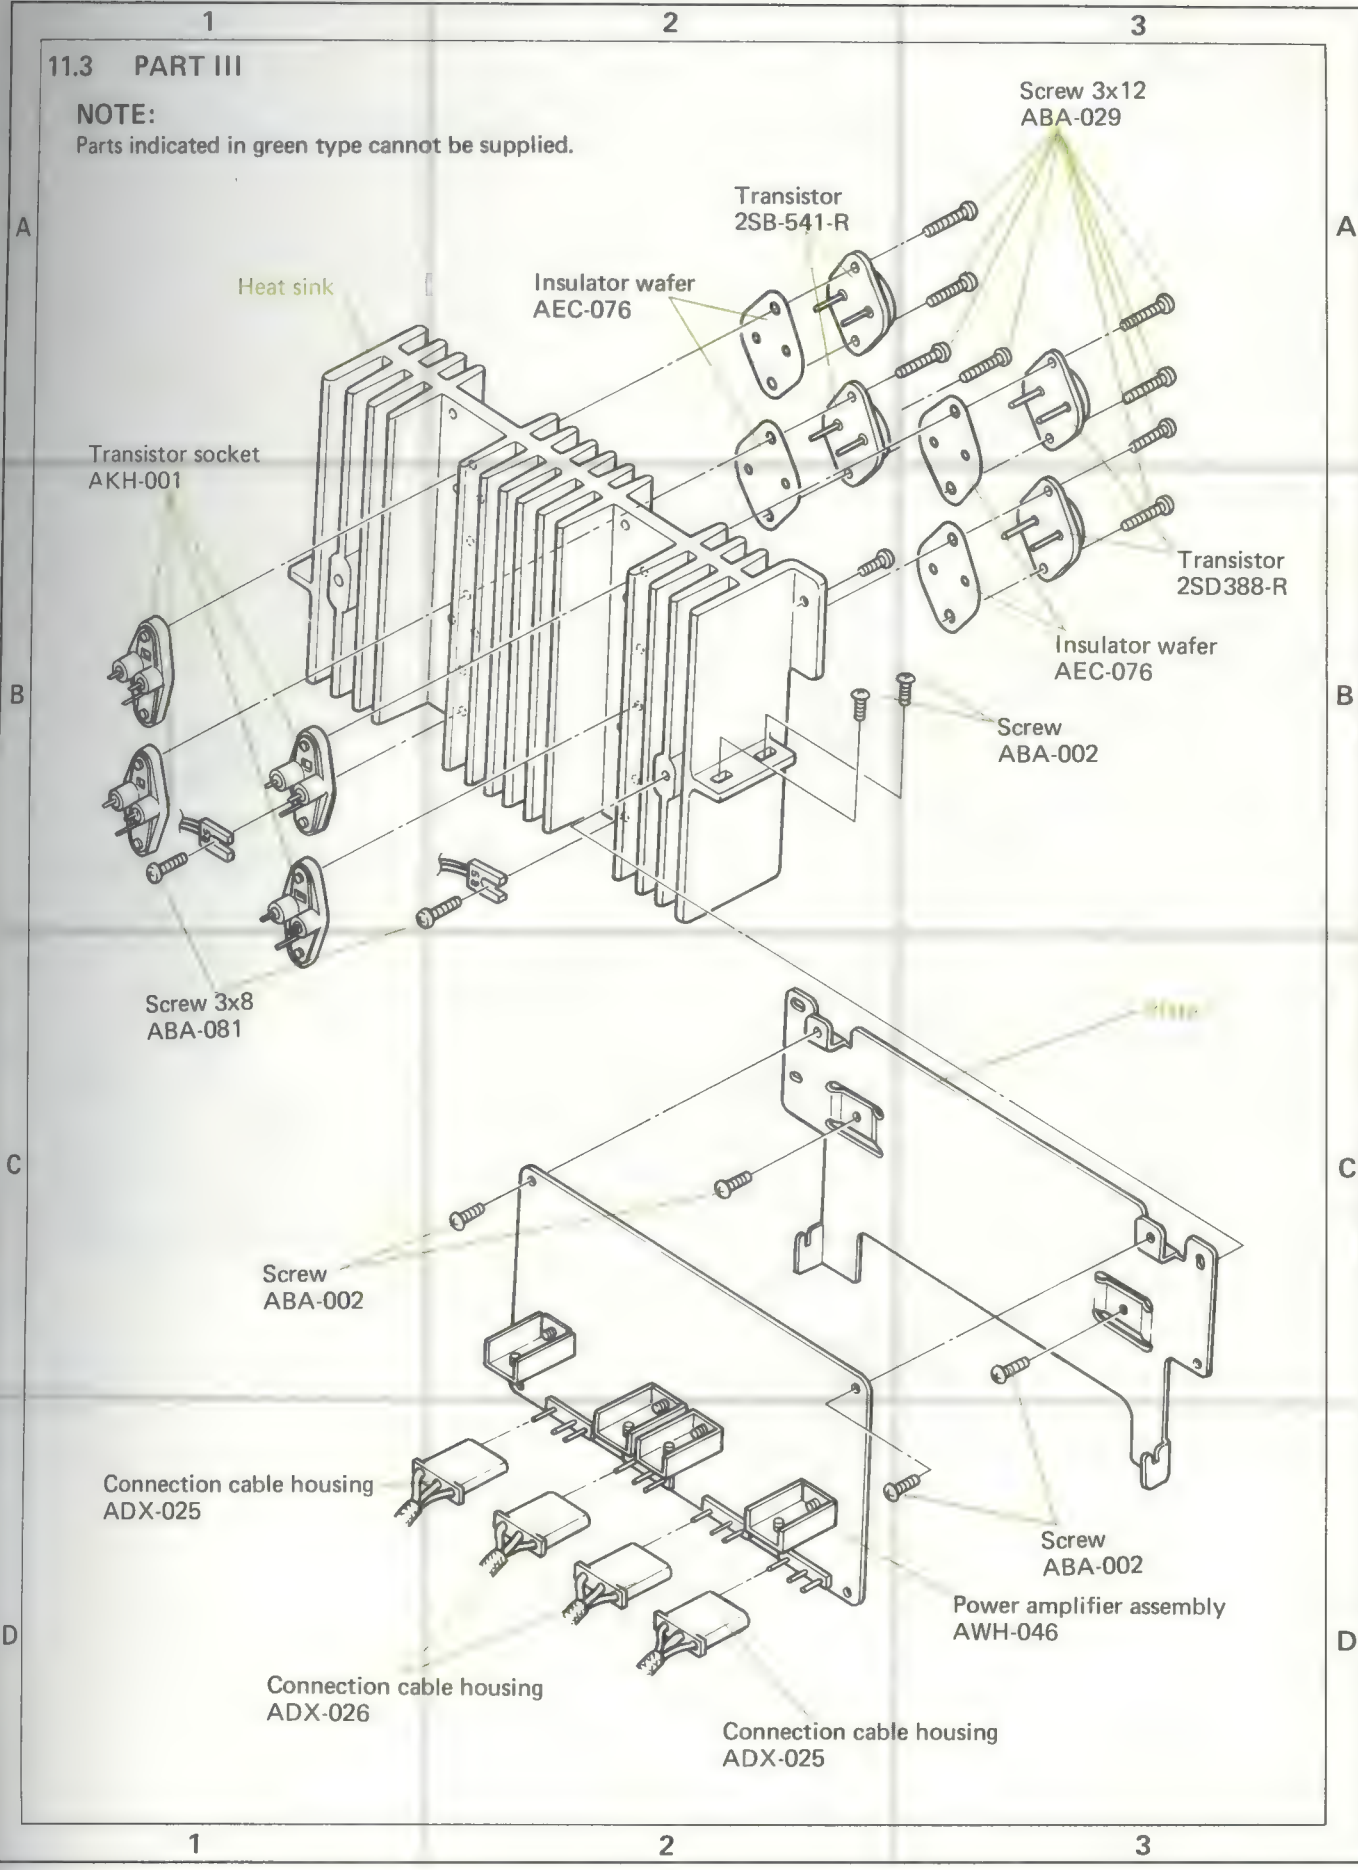 1 2 3
11.3 PART III
NOTE:
Parts indicated in green type cannot be supplied.
Screw 3x12
ABA-029
Transistor
2SB-541-R
A A
Heat sink
Insulator wafer
AEC-076
Transistor socket
AKH-001
Transistor
2SD388-R
Insulator wafer
AEC-076
B B
Screw
ABA-002
Screw 3x8
ABA-081
C C
Screw
ABA-002
Connection cable housing
ADX-025
Screw
ABA-002
Power amplifier assembly
AWH-046
D D
Connection cable housing
ADX-026
Connection cable housing
ADX-025
1 2 3